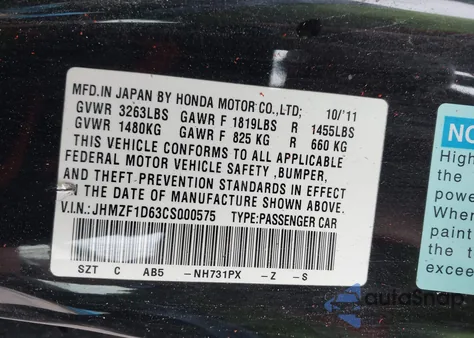 MFD.IN JAPAN BY HONDA MOTOR CO.,LTD; 10/'11
GVWR 3263LBS GAWR F 1819LBS R 1455LBS
GVWR 1480KG GAWR F 825 KG R 660 KG
THIS VEHICLE CONFORMS TO ALL APPLICABLE
FEDERAL MOTOR VEHICLE SAFETY ,BUMPER,
AND THEFT PREVENTION STANDARDS IN EFFECT
IN THE DATE OF MANUFACTURE SHOWN ABOVE.
V.I.N.: JHMZF1D63CS000575 TYPE:PASSENGER CAR
SZT C AB5 -NH731PX -Z -S
NO
High
the
powe
When
paint
the t
excee
autoSnap